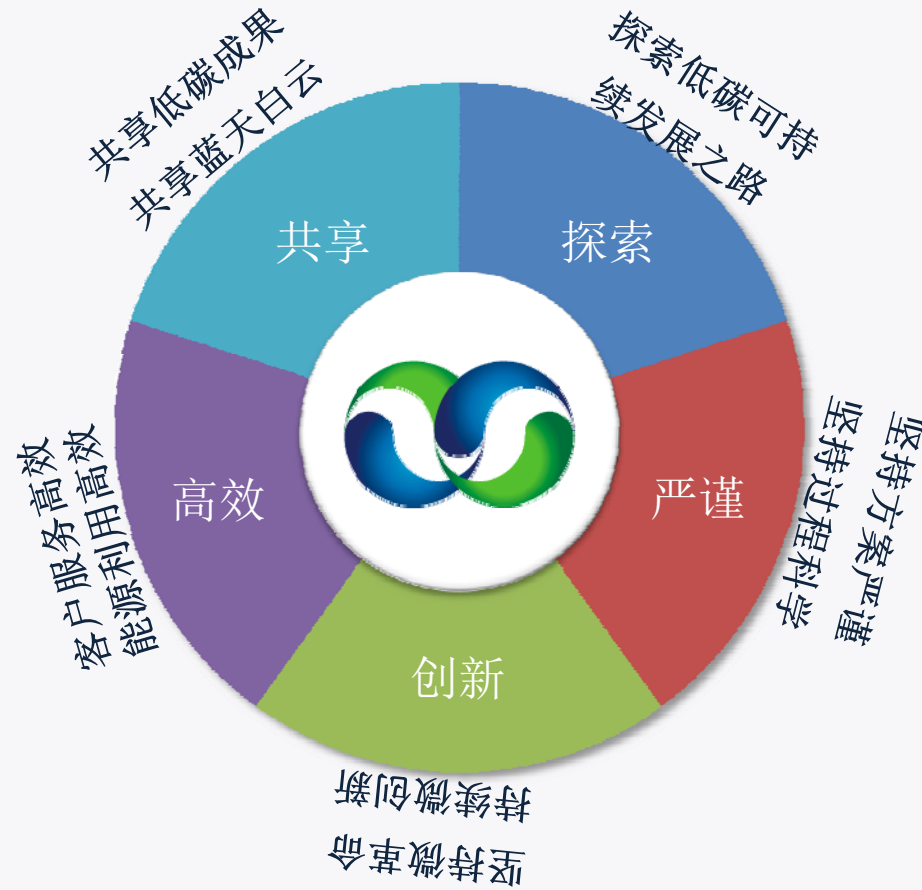 探索低碳可持
续发展之路
探索
坚持方案严谨
坚持过程科学
严谨
创新
持续微创新
坚持微革命
高效
客户服务高效
能源利用高效
共享低碳成果
共享蓝天白云
共享